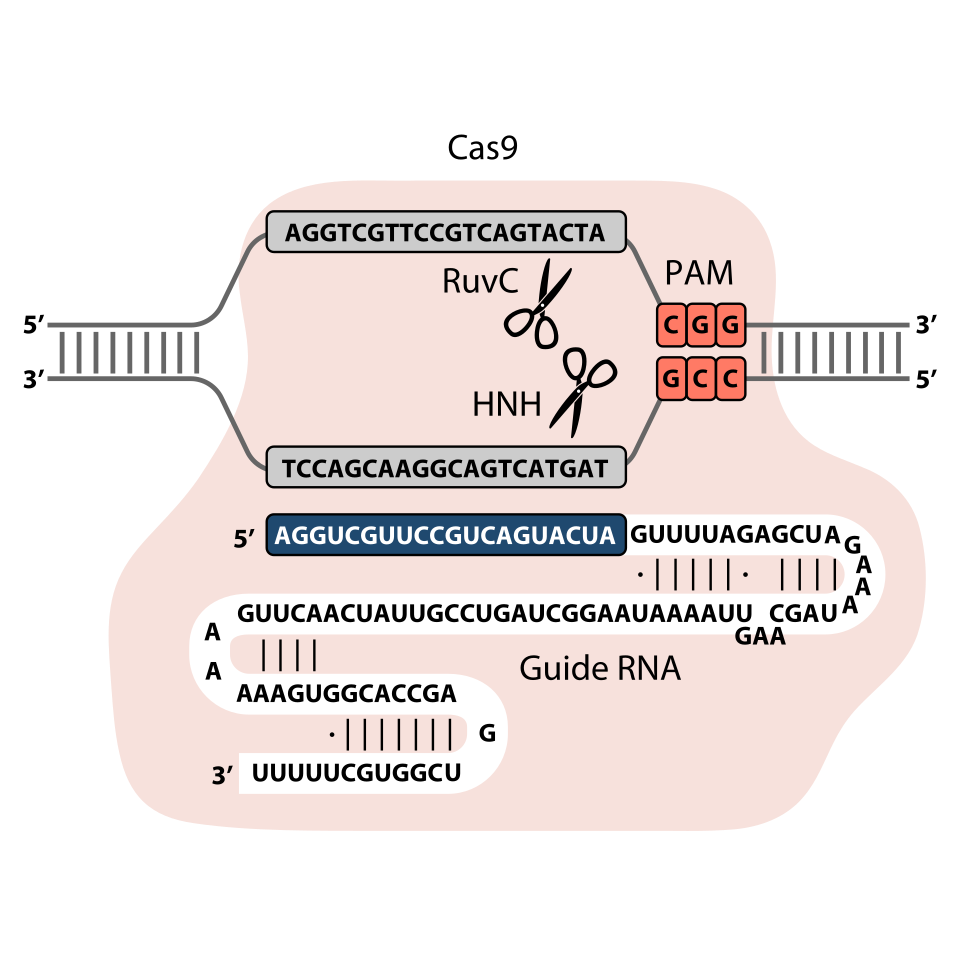 Cas9
AGGTCGTTCCGTCAGTACTA
RuvC
PAM
5′
C G G
3′
3′
G C C
5′
HNH
TCCAGCAAGGCAGTCATGAT
5′ AGGUCGUUCCGUCAGUACUA GUUUUAGAGCUA
G
A
A
A
GUUCAACUAUUGCCUGAUCGGAAUAAAAUU CGAU
GAA
A
A
Guide RNA
AAAGUGGCACCGA
G
3′ UUUUUCGUGGCU